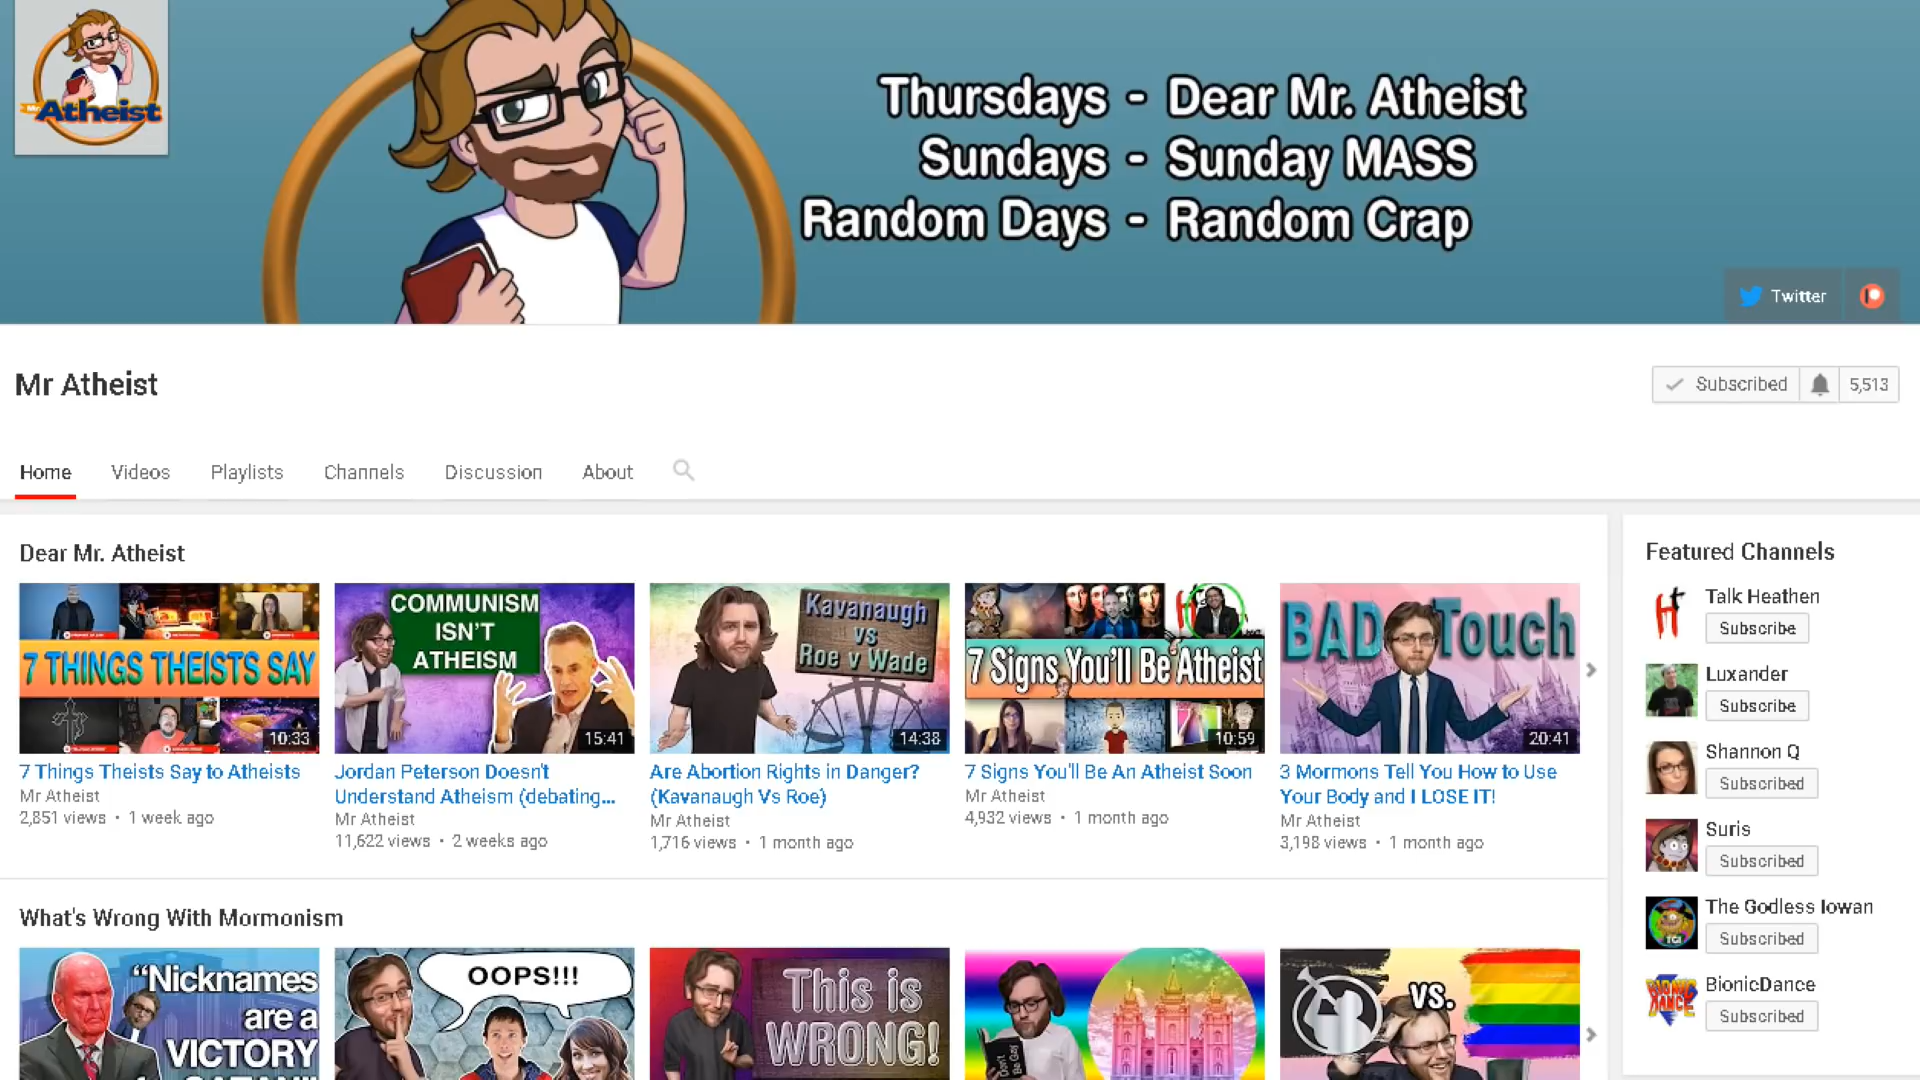 Mr.
Atheist
Thursdays - Dear Mr. Atheist
Sundays - Sunday MASS
Random Days - Random Crap
Twitter
Mr Atheist
Subscribed
5,513
Home
Videos
Playlists
Channels
Discussion
About
Dear Mr. Atheist
7 THINGS THEISTS SAY
10:33
7 Things Theists Say to Atheists
Mr Atheist
2,851 views • 1 week ago
COMMUNISM
ISN'T
ATHEISM
15:41
Jordan Peterson Doesn't
Understand Atheism (debating...
Mr Atheist
11,622 views • 2 weeks ago
Kavanaugh
vs
Roe v Wade
14:38
Are Abortion Rights in Danger?
(Kavanaugh Vs Roe)
Mr Atheist
1,716 views • 1 month ago
7 Signs You'll Be Atheist
10:59
7 Signs You'll Be An Atheist Soon
Mr Atheist
4,932 views • 1 month ago
BAD Touch
20:41
3 Mormons Tell You How to Use
Your Body and I LOSE IT!
Mr Atheist
3,198 views • 1 month ago
What's Wrong With Mormonism
"Nicknames
are a
VICTORY
OOPS!!!
This is
WRONG!
Don't
Be Gay
VS.
Featured Channels
Talk Heathen
Subscribe
Luxander
Subscribe
Shannon Q
Subscribed
Suris
Subscribed
TGI
The Godless Iowan
Subscribed
BIONIC
DANCE
BionicDance
Subscribed